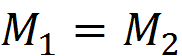 M₁ = M₂